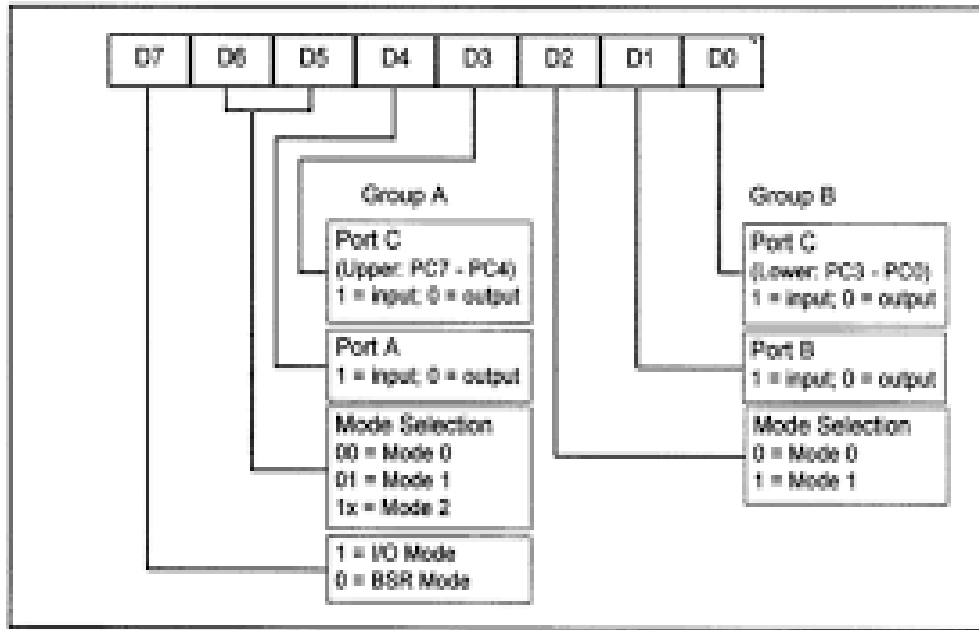 D7 D6 D5 D4 D3 D2 D1 D0
Group A
Port C
(Upper: PC7 - PC4)
1 = input; 0 = output
Port A
1 = input; 0 = output
Mode Selection
00 = Mode 0
01 = Mode 1
1x = Mode 2
1 = I/O Mode
0 = BSR Mode
Group B
Port C
(Lower: PC3 - PC0)
1 = input; 0 = output
Port B
1 = input; 0 = output
Mode Selection
0 = Mode 0
1 = Mode 1